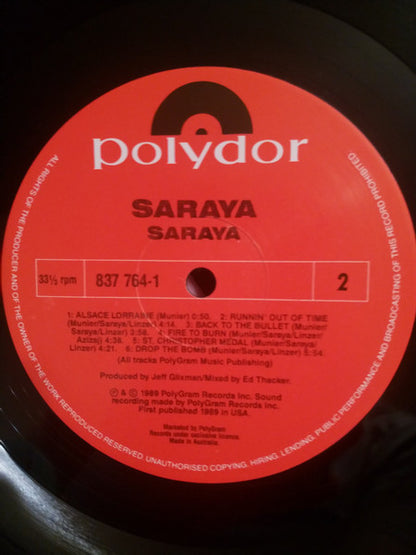 polydor
SARAYA
SARAYA
33⅓ rpm 837 764-1 2
1: ALSACE LORRAINE (Munier) 0:50. 2: RUNNIN' OUT OF TIME
(Munier/Saraya/Linzer) 4:14. 3: BACK TO THE BULLET (Munier/
Saraya/Linzer) 3:58. 4: FIRE TO BURN (Munier/Saraya/Linzer/
Azizsj) 4:38. 5: ST. CHRISTOPHER MEDAL (Munier/Saraya/
Linzer) 4:21. 6: DROP THE BOMB (Munier/Saraya/Linzer) 5:54
(All tracks PolyGram Music Publishing)
Produced by Jeff Glixman/Mixed by Ed Thacker.
℗ & © 1989 PolyGram Records Inc. Sound
recording made by PolyGram Records Inc.
First published 1989 in USA.
Marketed by PolyGram
Records under exclusive licence.
Made in Australia.
ALL RIGHTS OF THE PRODUCER AND OF THE OWNER OF THE WORK REPRODUCED RESERVED. UNAUTHORISED COPYING, HIRING, LENDING, PUBLIC PERFORMANCE, AND BROADCASTING OF THIS RECORD PROHIBITED